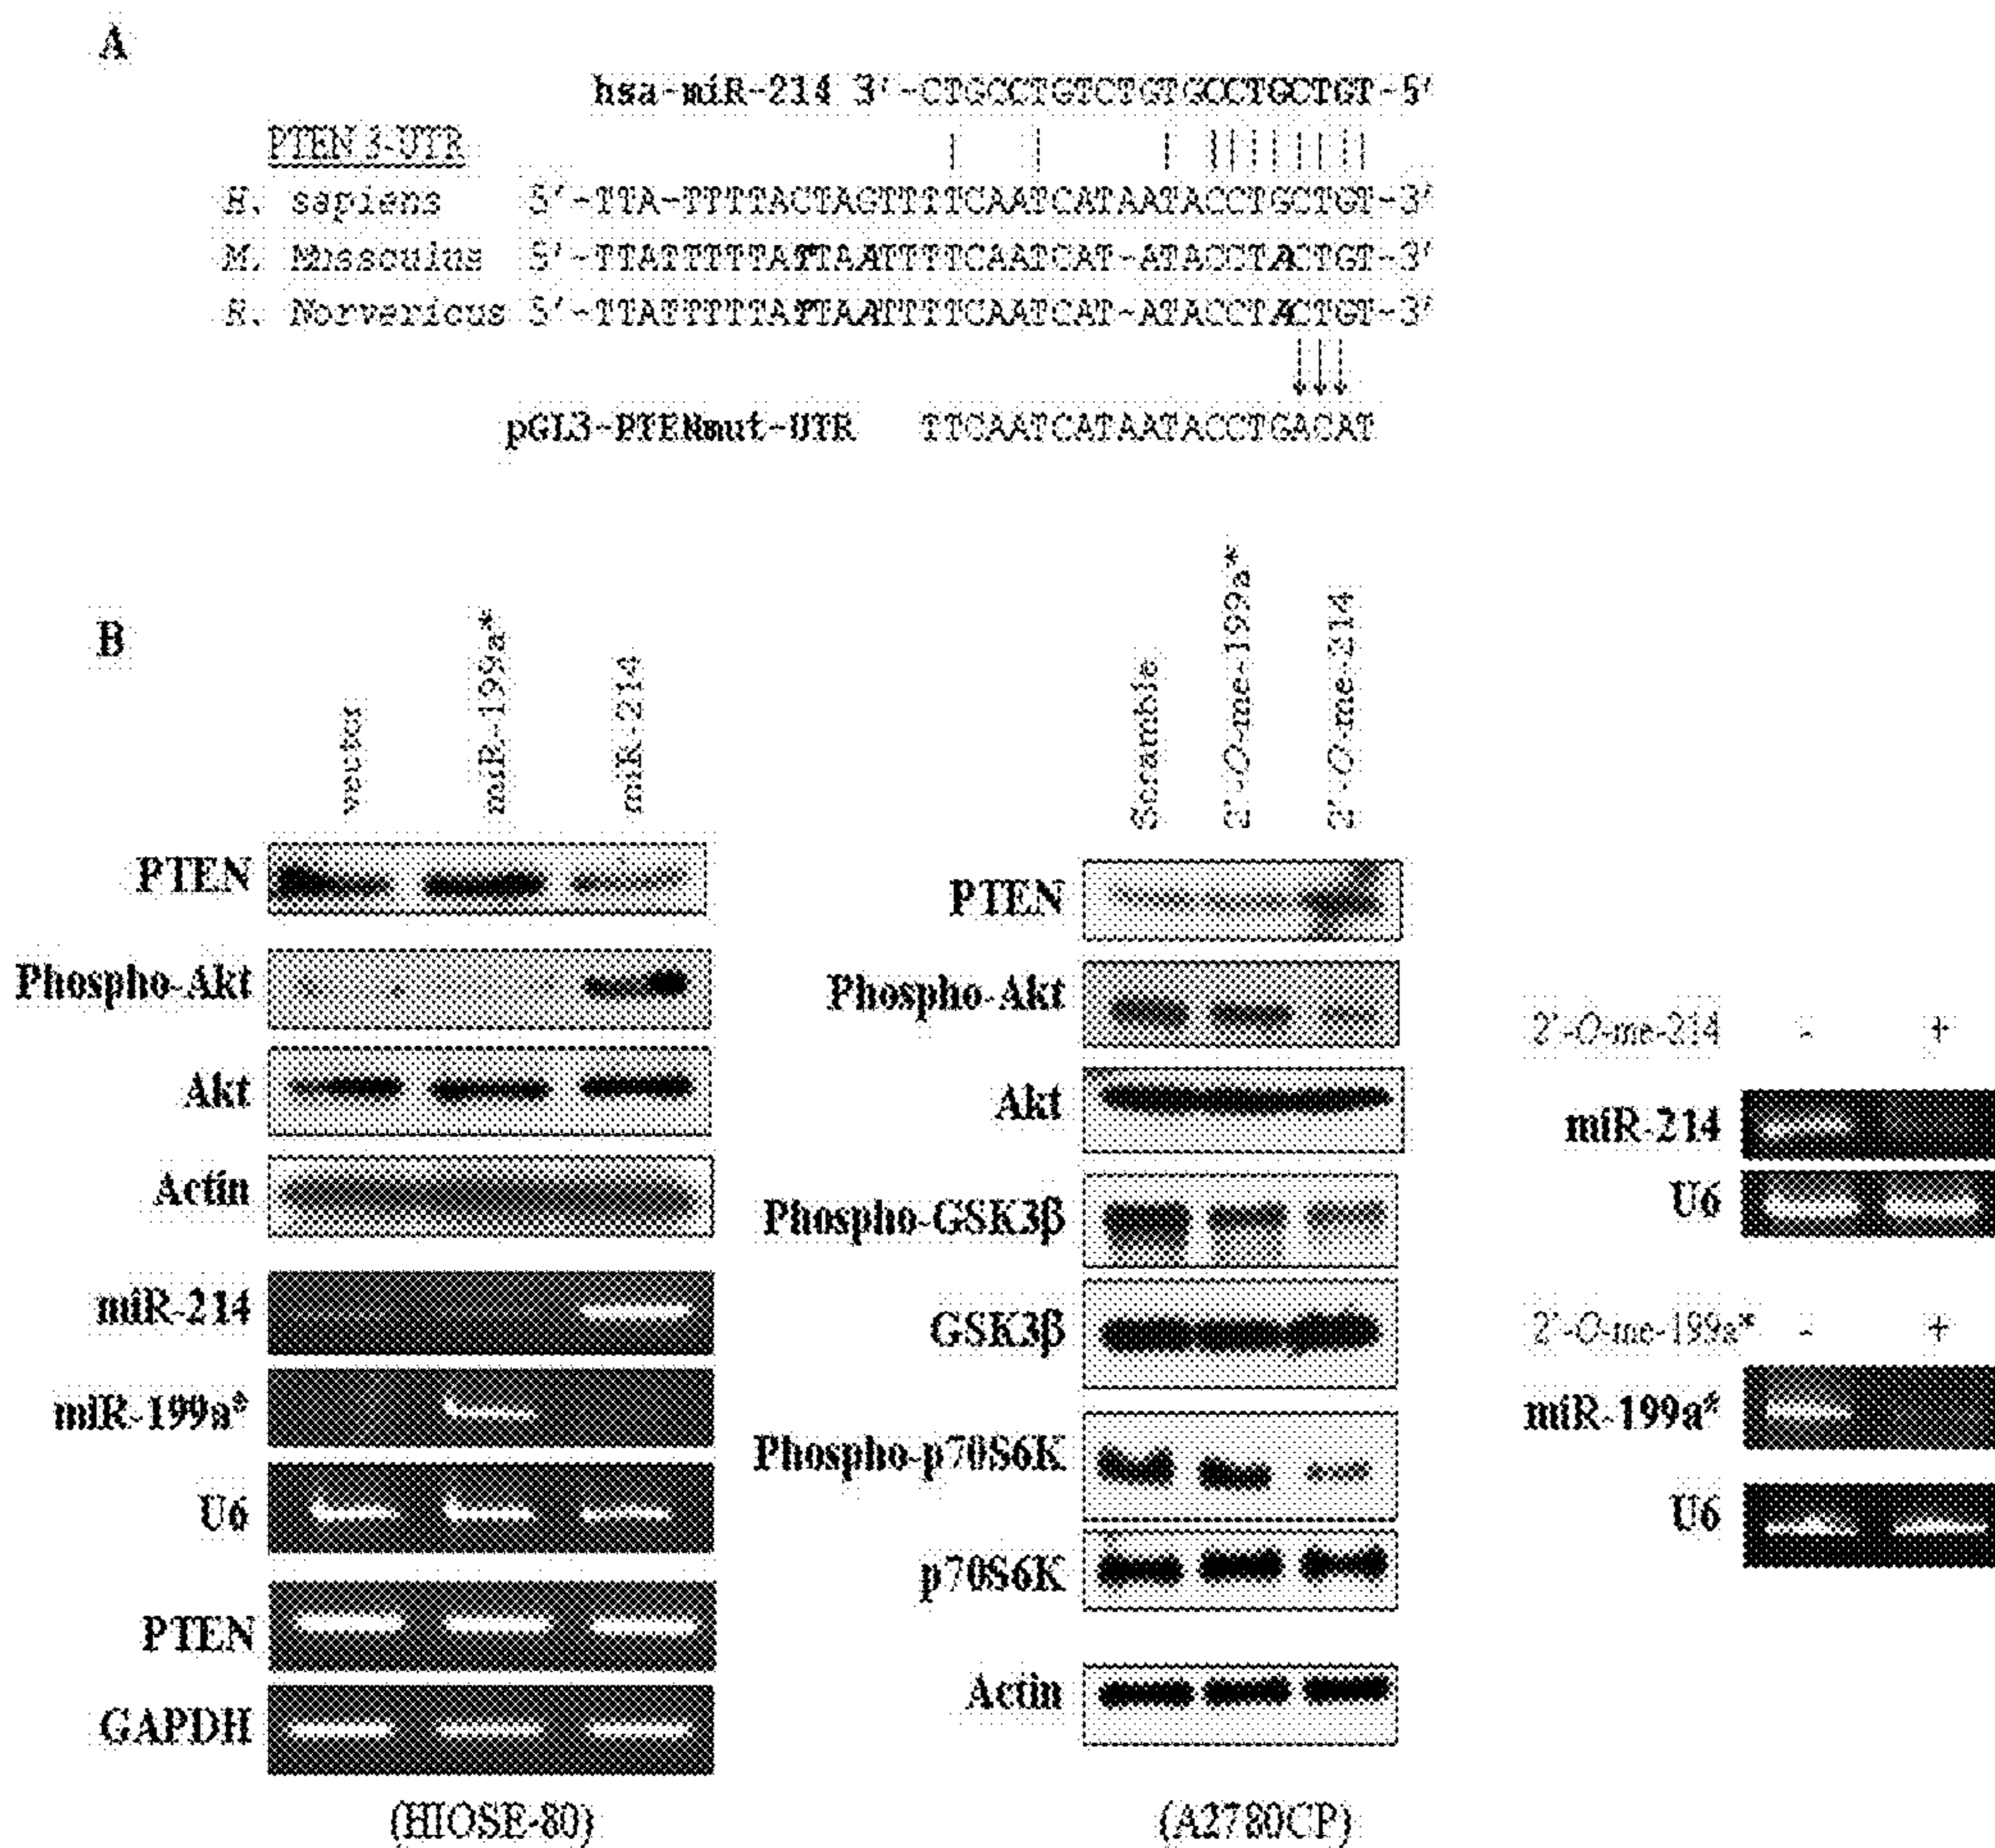 A
hsa-miR-214 3'-CTGCCTGTCTGTGCCTGCTGT-5'
PTEN 3-UTR
H. sapiens 5'-TTA-TTTTACTAGTTTTCAATCATAATACCTGCTGT-3'
M. Mussculus 5'-TTATTTTTATTAATTTTCAATCAT-ATACCTACTGT-3'
R. Norvericus 5'-TTATTTTTATTAATTTTCAATCAT-ATACCTACTGT-3'
pGL3-PTENmut-UTR TTCAATCATAATACCTGACAT
B
vector
miR-199a*
miR-214
PTEN
Phospho-Akt
Akt
Actin
miR-214
miR-199a*
U6
PTEN
GAPDH
(HIOSE-80)
Scramble
2'-O-me-199a*
2'-O-me-214
PTEN
Phospho-Akt
Akt
Phospho-GSK3β
GSK3β
Phospho-p70S6K
p70S6K
Actin
(A2780CP)
2'-O-me-214 - +
miR-214
U6
2'-O-me-199a* - +
miR-199a*
U6